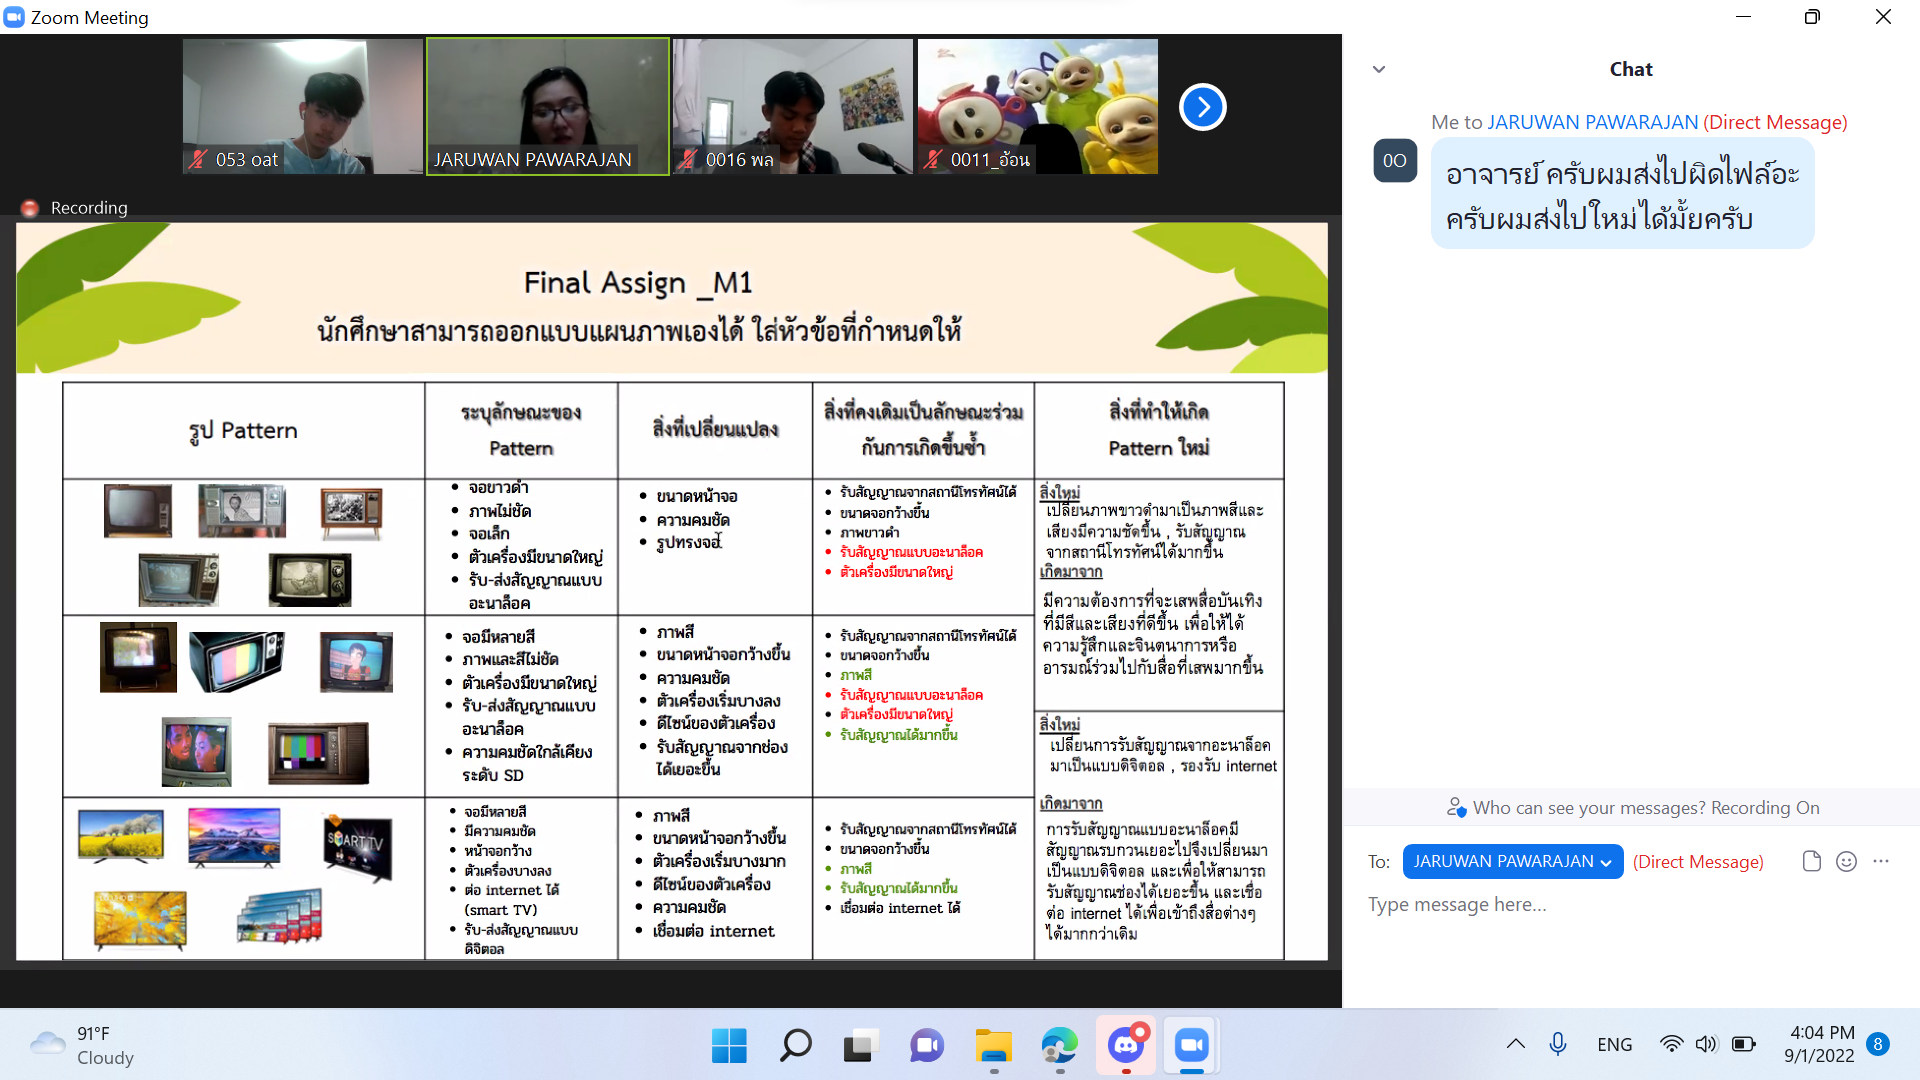 Zoom Meeting
053 oat
JARUWAN PAWARAJAN
0016 พล
0011_อ้อน
Recording
Final Assign _M1
นักศึกษาสามารถออกแบบแผนภาพเองได้ ใส่หัวข้อที่กำหนดให้
รูป Pattern
ระบุลักษณะของ
Pattern
สิ่งที่เปลี่ยนแปลง
สิ่งที่คงเดิมเป็นลักษณะร่วม
กันการเกิดขึ้นซ้ำ
สิ่งที่ทำให้เกิด
Pattern ใหม่
• จอขาวดำ
• ภาพไม่ชัด
• จอเล็ก
• ตัวเครื่องมีขนาดใหญ่
• รับ-ส่งสัญญาณแบบ
อะนาล็อค
• ขนาดหน้าจอ
• ความคมชัด
• รูปทรงจอ
• รับสัญญาณจากสถานีโทรทัศน์ได้
• ขนาดจอกว้างขึ้น
• ภาพขาวดำ
• รับสัญญาณแบบอะนาล็อค
• ตัวเครื่องมีขนาดใหญ่
สิ่งใหม่
เปลี่ยนภาพขาวดำมาเป็นภาพสีและ
เสียงมีความชัดขึ้น , รับสัญญาณ
จากสถานีโทรทัศน์ได้มากขึ้น
เกิดมาจาก
มีความต้องการที่จะเสพสื่อบันเทิง
ที่มีสีและเสียงที่ดีขึ้น เพื่อให้ได้
ความรู้สึกและจินตนาการหรือ
อารมณ์ร่วมไปกับสื่อที่เสพมากขึ้น
• จอมีหลายสี
• ภาพและสีไม่ชัด
• ตัวเครื่องมีขนาดใหญ่
• รับ-ส่งสัญญาณแบบ
อะนาล็อค
• ความคมชัดใกล้เคียง
ระดับ SD
• ภาพสี
• ขนาดหน้าจอกว้างขึ้น
• ความคมชัด
• ตัวเครื่องเริ่มบางลง
• ดีไซน์ของตัวเครื่อง
• รับสัญญาณจากช่อง
ได้เยอะขึ้น
• รับสัญญาณจากสถานีโทรทัศน์ได้
• ขนาดจอกว้างขึ้น
• ภาพสี
• รับสัญญาณแบบอะนาล็อค
• ตัวเครื่องมีขนาดใหญ่
• รับสัญญาณได้มากขึ้น
สิ่งใหม่
เปลี่ยนการรับสัญญาณจากอะนาล็อค
มาเป็นแบบดิจิตอล , รองรับ internet
เกิดมาจาก
การรับสัญญาณแบบอะนาล็อคมี
สัญญาณรบกวนเยอะไปจึงเปลี่ยนมา
เป็นแบบดิจิตอล และเพื่อให้สามารถ
รับสัญญาณช่องได้เยอะขึ้น และเชื่อ
ต่อ internet ได้เพื่อเข้าถึงสื่อต่างๆ
ได้มากกว่าเดิม
SMART TV
• จอมีหลายสี
• มีความคมชัด
• หน้าจอกว้าง
• ตัวเครื่องบางลง
• ต่อ internet ได้
(smart TV)
• รับ-ส่งสัญญาณแบบ
ดิจิตอล
• ภาพสี
• ขนาดหน้าจอกว้างขึ้น
• ตัวเครื่องเริ่มบางมาก
• ดีไซน์ของตัวเครื่อง
• ความคมชัด
• เชื่อมต่อ internet
• รับสัญญาณจากสถานีโทรทัศน์ได้
• ขนาดจอกว้างขึ้น
• ภาพสี
• รับสัญญาณได้มากขึ้น
• เชื่อมต่อ internet ได้
Chat
Me to JARUWAN PAWARAJAN (Direct Message)
0O
อาจารย์ ครับผมส่งไปผิดไฟล์อะ
ครับผมส่งไปใหม่ได้มั้ยครับ
Who can see your messages? Recording On
To: JARUWAN PAWARAJAN (Direct Message)
Type message here...
91°F
Cloudy
ENG
4:04 PM
9/1/2022
8